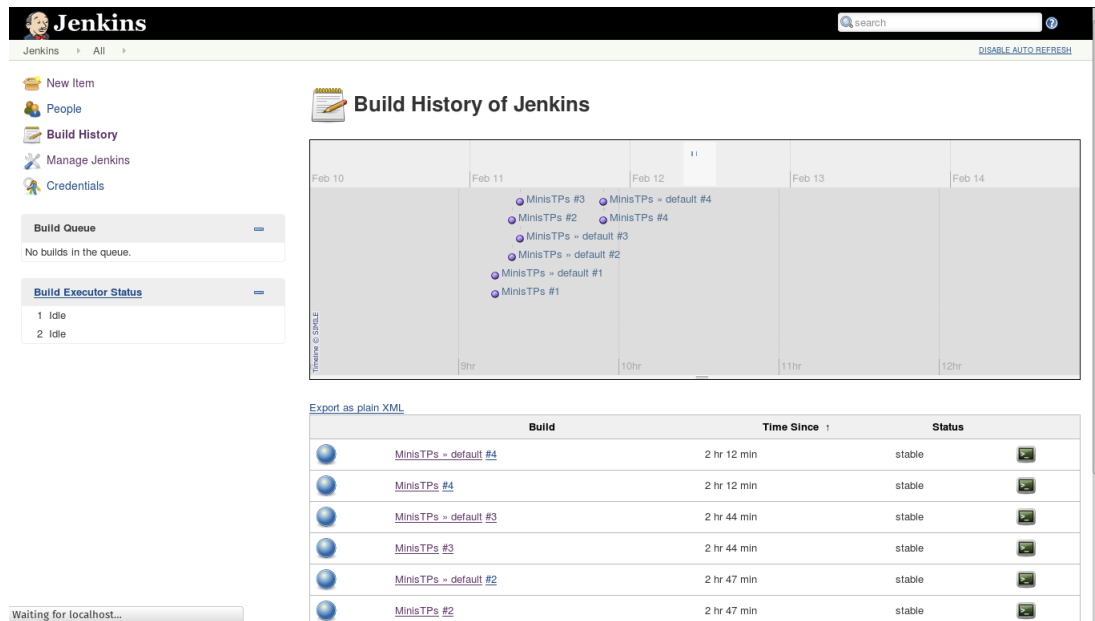 Jenkins
search
Jenkins All
DISABLE AUTO REFRESH
New Item
People
Build History
Manage Jenkins
Credentials
Build Queue
No builds in the queue.
Build Executor Status
1 Idle
2 Idle
Build History of Jenkins
Feb 10 Feb 11 Feb 12 Feb 13 Feb 14
MinisTPs #3 MinisTPs » default #4
MinisTPs #2 MinisTPs #4
MinisTPs » default #3
MinisTPs » default #2
MinisTPs » default #1
MinisTPs #1
Timeline © SIMILE
9hr 10hr 11hr 12hr
Export as plain XML
Build Time Since ↑ Status
MinisTPs » default #4 2 hr 12 min stable
MinisTPs #4 2 hr 12 min stable
MinisTPs » default #3 2 hr 44 min stable
MinisTPs #3 2 hr 44 min stable
MinisTPs » default #2 2 hr 47 min stable
MinisTPs #2 2 hr 47 min stable
Waiting for localhost...